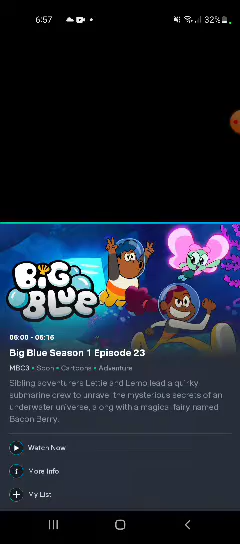 6:57
32%
BIG
BLUE
06:00 - 06:16
Big Blue Season 1 Episode 23
MBC3 • Soon • Cartoons • Adventure
Sibling adventurers Lettie and Lemo lead a quirky
submarine crew to unravel the mysterious secrets of an
underwater universe, along with a magical fairy named
Bacon Berry.
Watch Now
More Info
My List